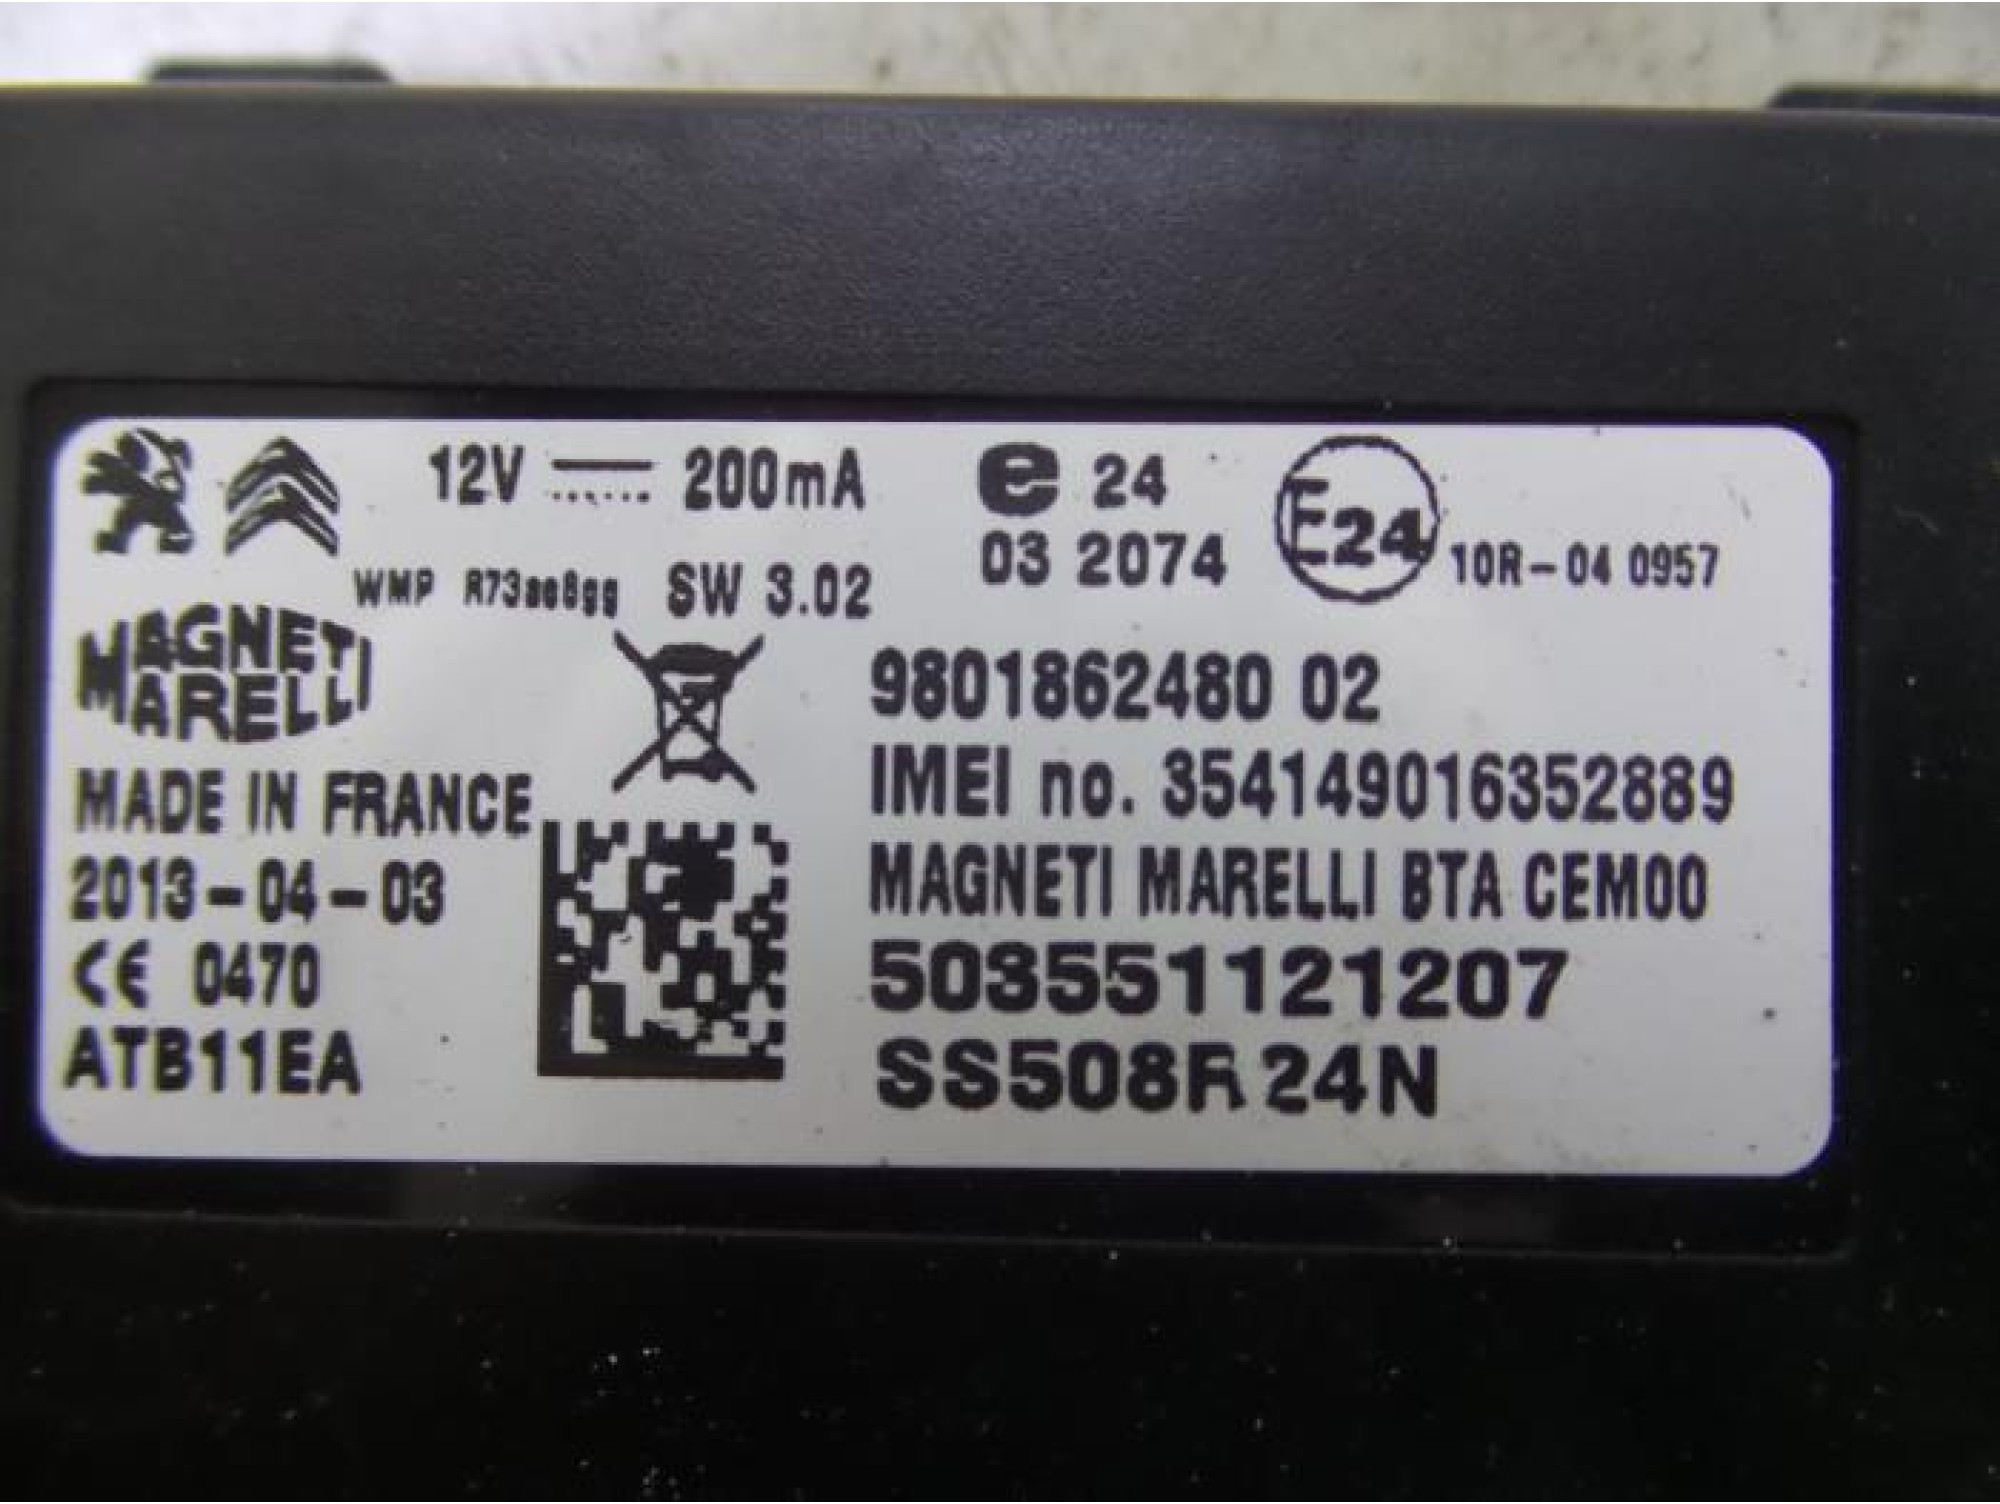 12V 200mA
e 24
03 2074
E24 10R-04 0957
WMP R73ae8gg SW 3.02
MAGNETI
MARELLI
MADE IN FRANCE
2013-04-03
CE 0470
ATB11EA
9801862480 02
IMEI no. 354149016352889
MAGNETI MARELLI BTA CEM00
503551121207
SS508R24N